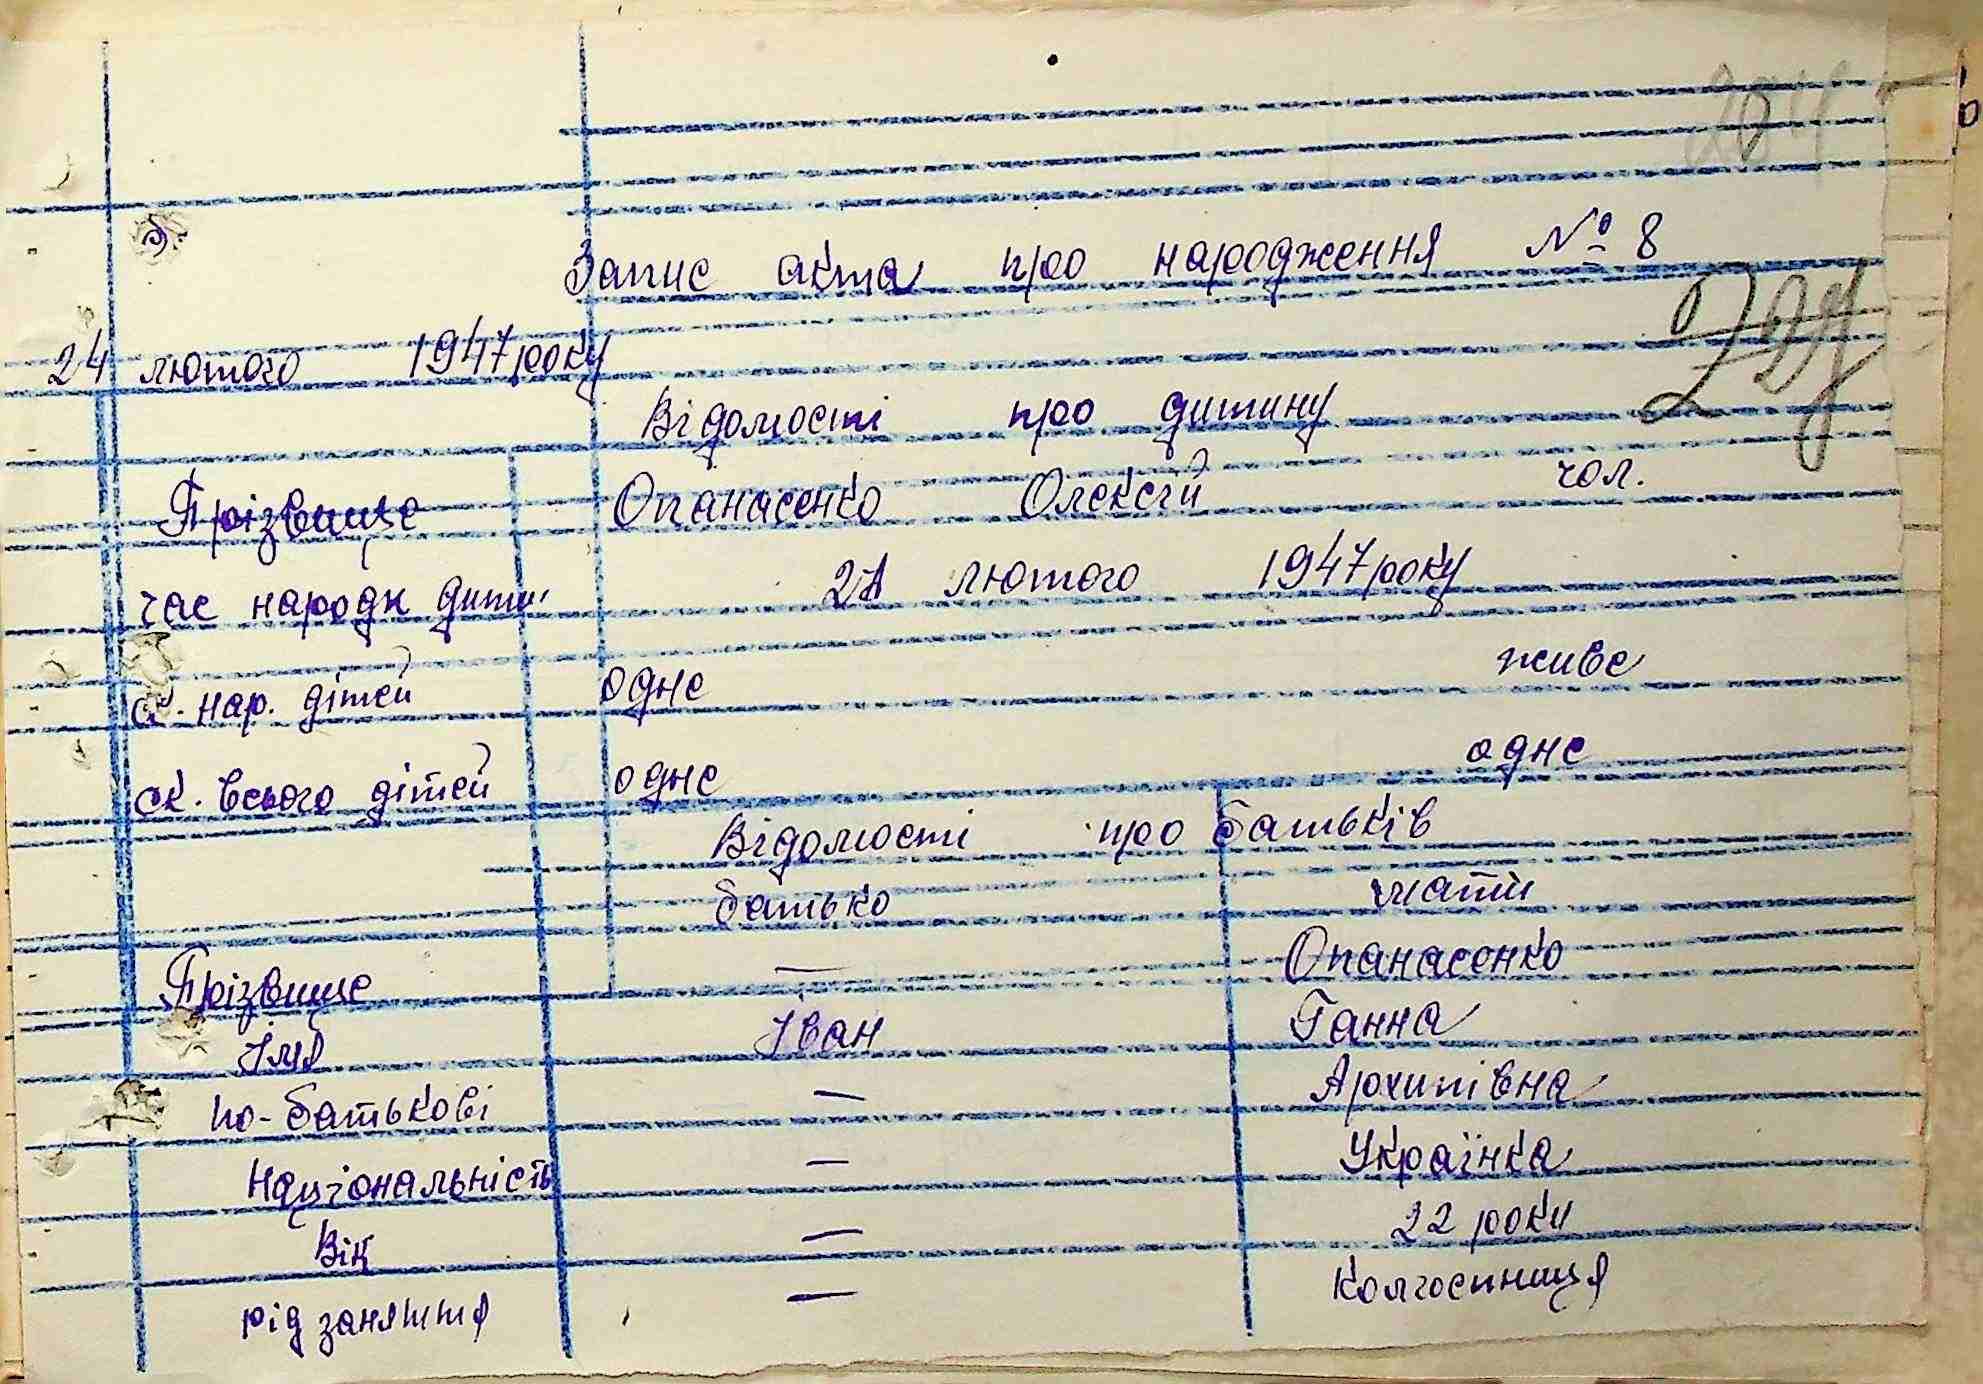 Запис акта про народження № 8
24 лютого 1947 року
Відомості про дитину
Прізвище Опанасенко Олексій чол.
час народж дити 21 лютого 1947 року
ск. нар. дітей одне живе
ск. всього дітей одне одне
Відомості про батьків
батько мати
Прізвище — Опанасенко
Імя Іван Ганна
по-батькові — Архипівна
Національність — Українка
Вік — 22 роки
рід заняття — колгоспниця